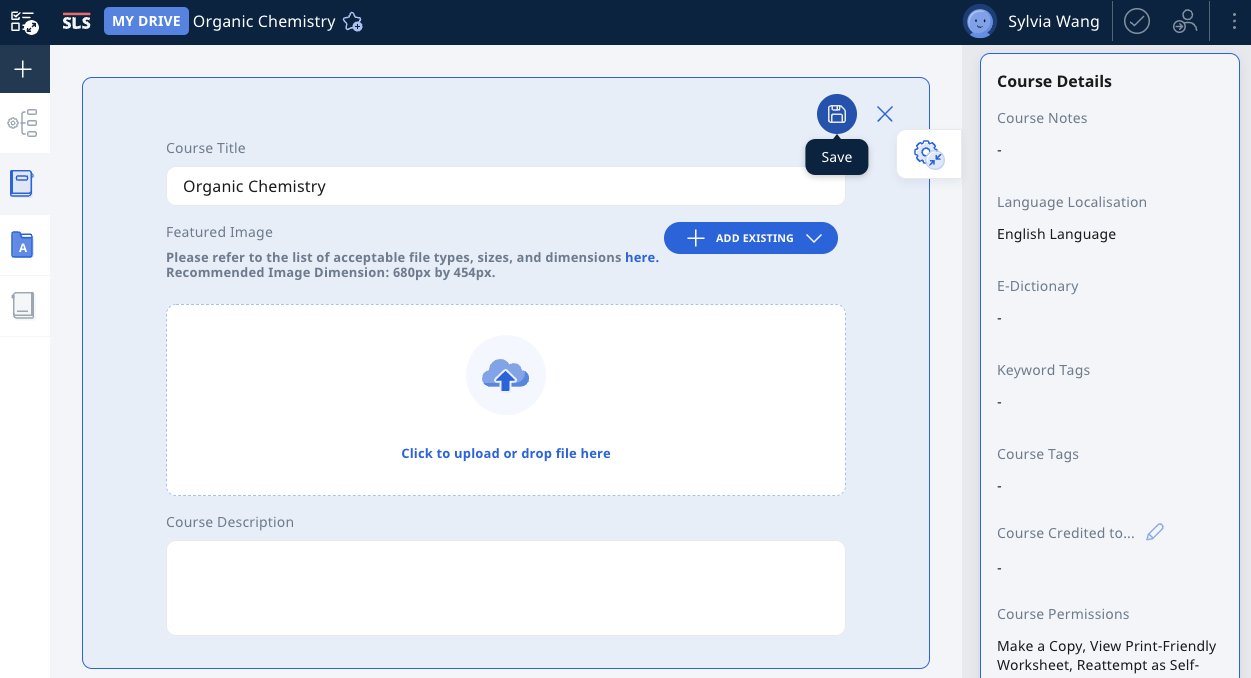 SLS MY DRIVE Organic Chemistry Sylvia Wang
Save
Course Title
Organic Chemistry
Featured Image
ADD EXISTING
Please refer to the list of acceptable file types, sizes, and dimensions here.
Recommended Image Dimension: 680px by 454px.
Click to upload or drop file here
Course Description
A
Course Details
Course Notes
-
Language Localisation
English Language
E-Dictionary
-
Keyword Tags
-
Course Tags
-
Course Credited to...
-
Course Permissions
Make a Copy, View Print-Friendly
Worksheet, Reattempt as Self-